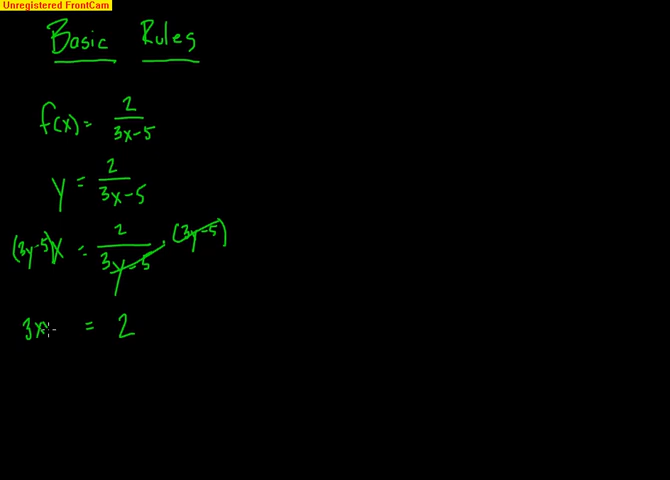 Unregistered FrontCam
Basic Rules
f(x) = 2/(3x-5)
y = 2/(3x-5)
(3y-5)x = 2/(3y-5) · (3y-5)
3x = 2